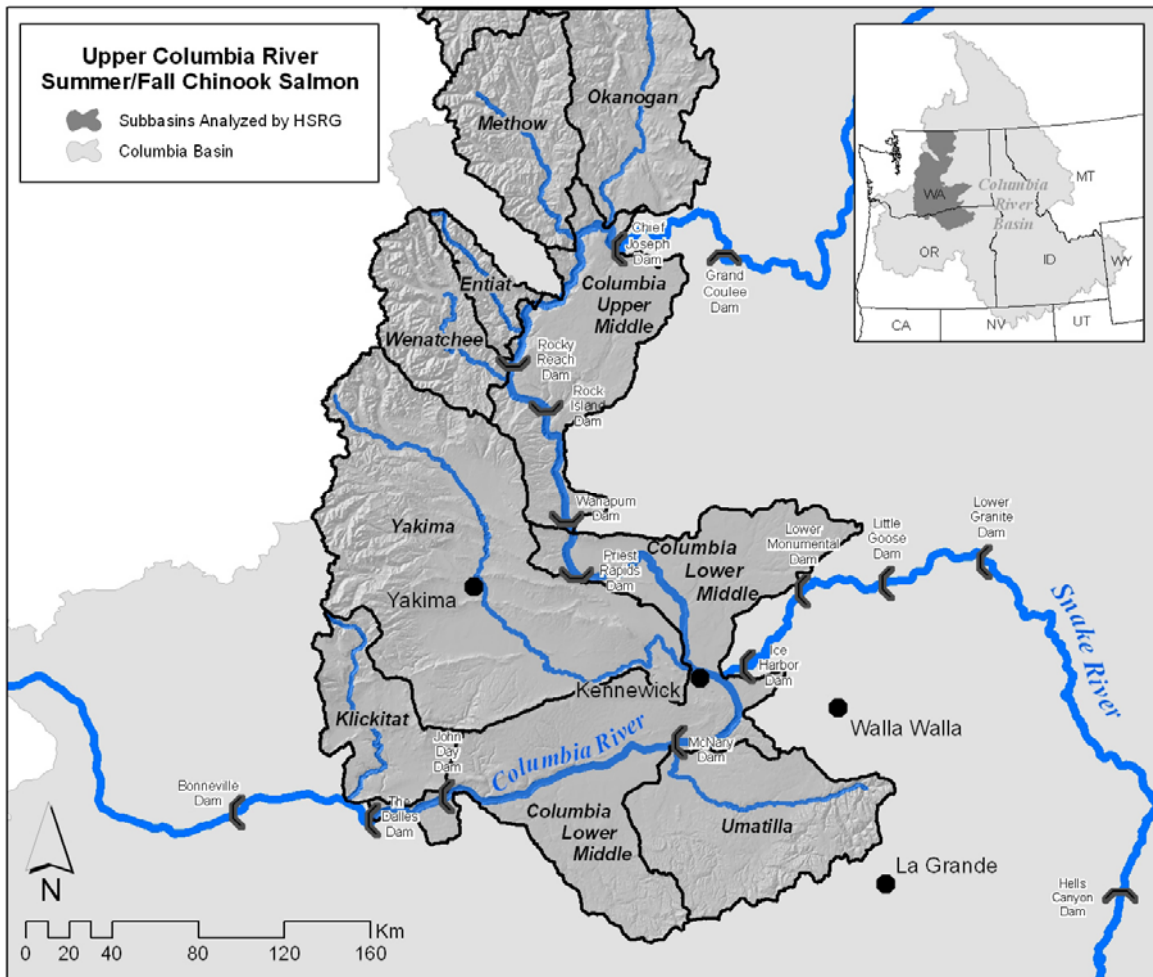 Upper Columbia River
Summer/Fall Chinook Salmon
Subbasins Analyzed by HSRG
Columbia Basin
Methow
Okanogan
Chief
Joseph
Dam
Grand
Coulee
Dam
Entiat
Columbia
Upper
Middle
Wenatchee
Rocky
Reach
Dam
Rock
Island
Dam
Wanapum
Dam
Yakima
Yakima
Priest
Rapids
Dam
Columbia
Lower
Middle
Lower
Monumental
Dam
Little
Goose
Dam
Lower
Granite
Dam
Snake River
Ice
Harbor
Dam
Kennewick
Walla Walla
Klickitat
John
Day
Dam
Columbia River
McNary
Dam
Bonneville
Dam
The
Dalles
Dam
Columbia
Lower
Middle
Umatilla
La Grande
Hells
Canyon
Dam
N
0 20 40 80 120 160
Km
WA
MT
Columbia
River
Basin
OR
ID
WY
CA
NV
UT